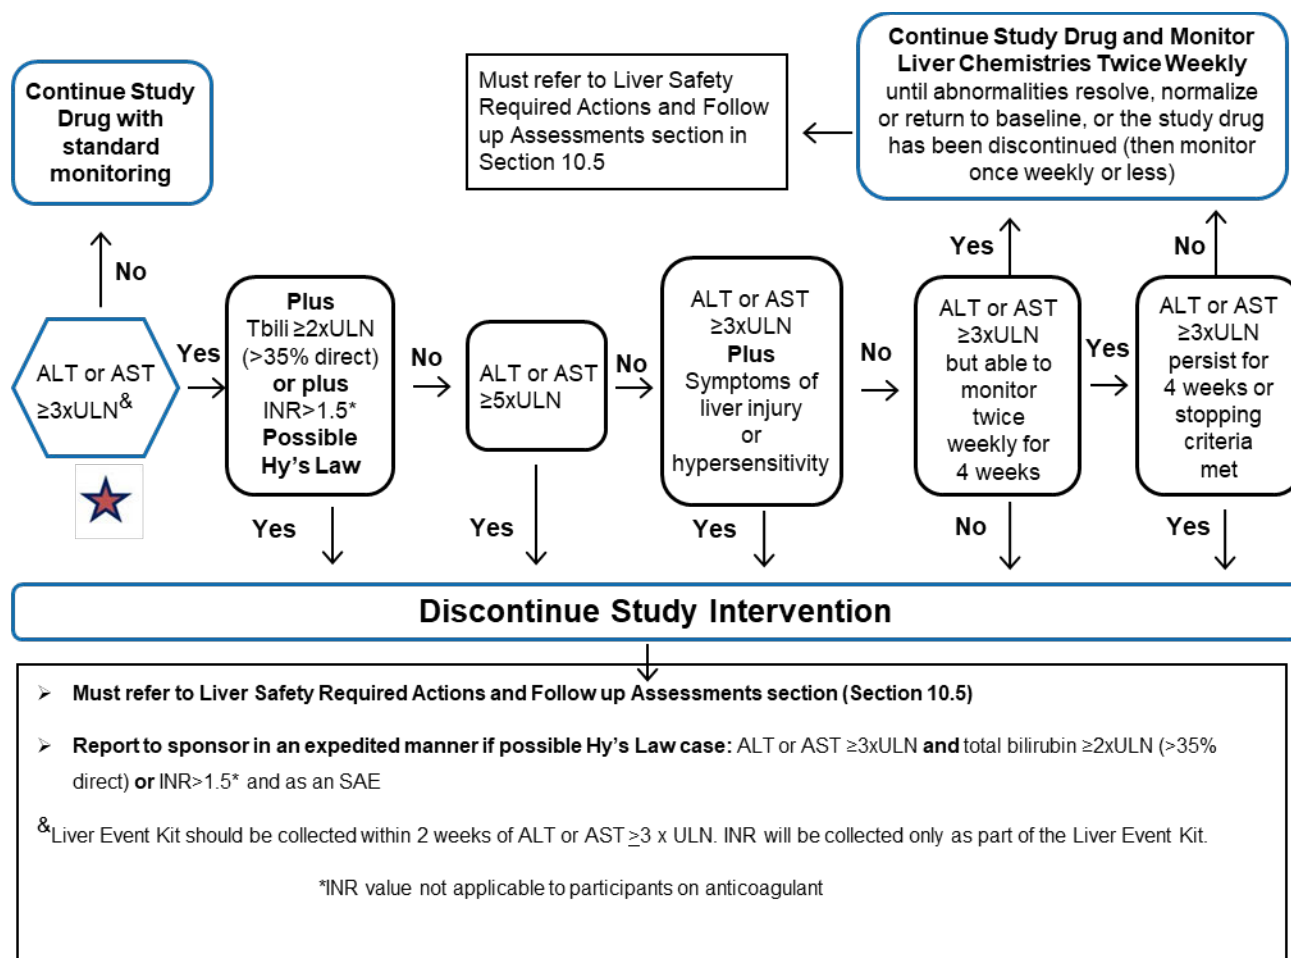 Continue Study
Drug with
standard
monitoring
Must refer to Liver Safety
Required Actions and Follow
up Assessments section in
Section 10.5
Continue Study Drug and Monitor
Liver Chemistries Twice Weekly
until abnormalities resolve, normalize
or return to baseline, or the study drug
has been discontinued (then monitor
once weekly or less)
No
Yes
No
ALT or AST
≥3xULN&
Yes
Plus
Tbili ≥2xULN
(>35% direct)
or plus
INR>1.5*
Possible
Hy's Law
No
ALT or AST
≥5xULN
No
ALT or AST
≥3xULN
Plus
Symptoms of
liver injury
or
hypersensitivity
No
ALT or AST
≥3xULN
but able to
monitor
twice
weekly for
4 weeks
Yes
ALT or AST
≥3xULN
persist for
4 weeks or
stopping
criteria
met
Yes
Yes
Yes
No
Yes
Discontinue Study Intervention
➢ Must refer to Liver Safety Required Actions and Follow up Assessments section (Section 10.5)
➢ Report to sponsor in an expedited manner if possible Hy's Law case: ALT or AST ≥3xULN and total bilirubin ≥2xULN (>35%
direct) or INR>1.5* and as an SAE
&Liver Event Kit should be collected within 2 weeks of ALT or AST ≥3 x ULN. INR will be collected only as part of the Liver Event Kit.
*INR value not applicable to participants on anticoagulant